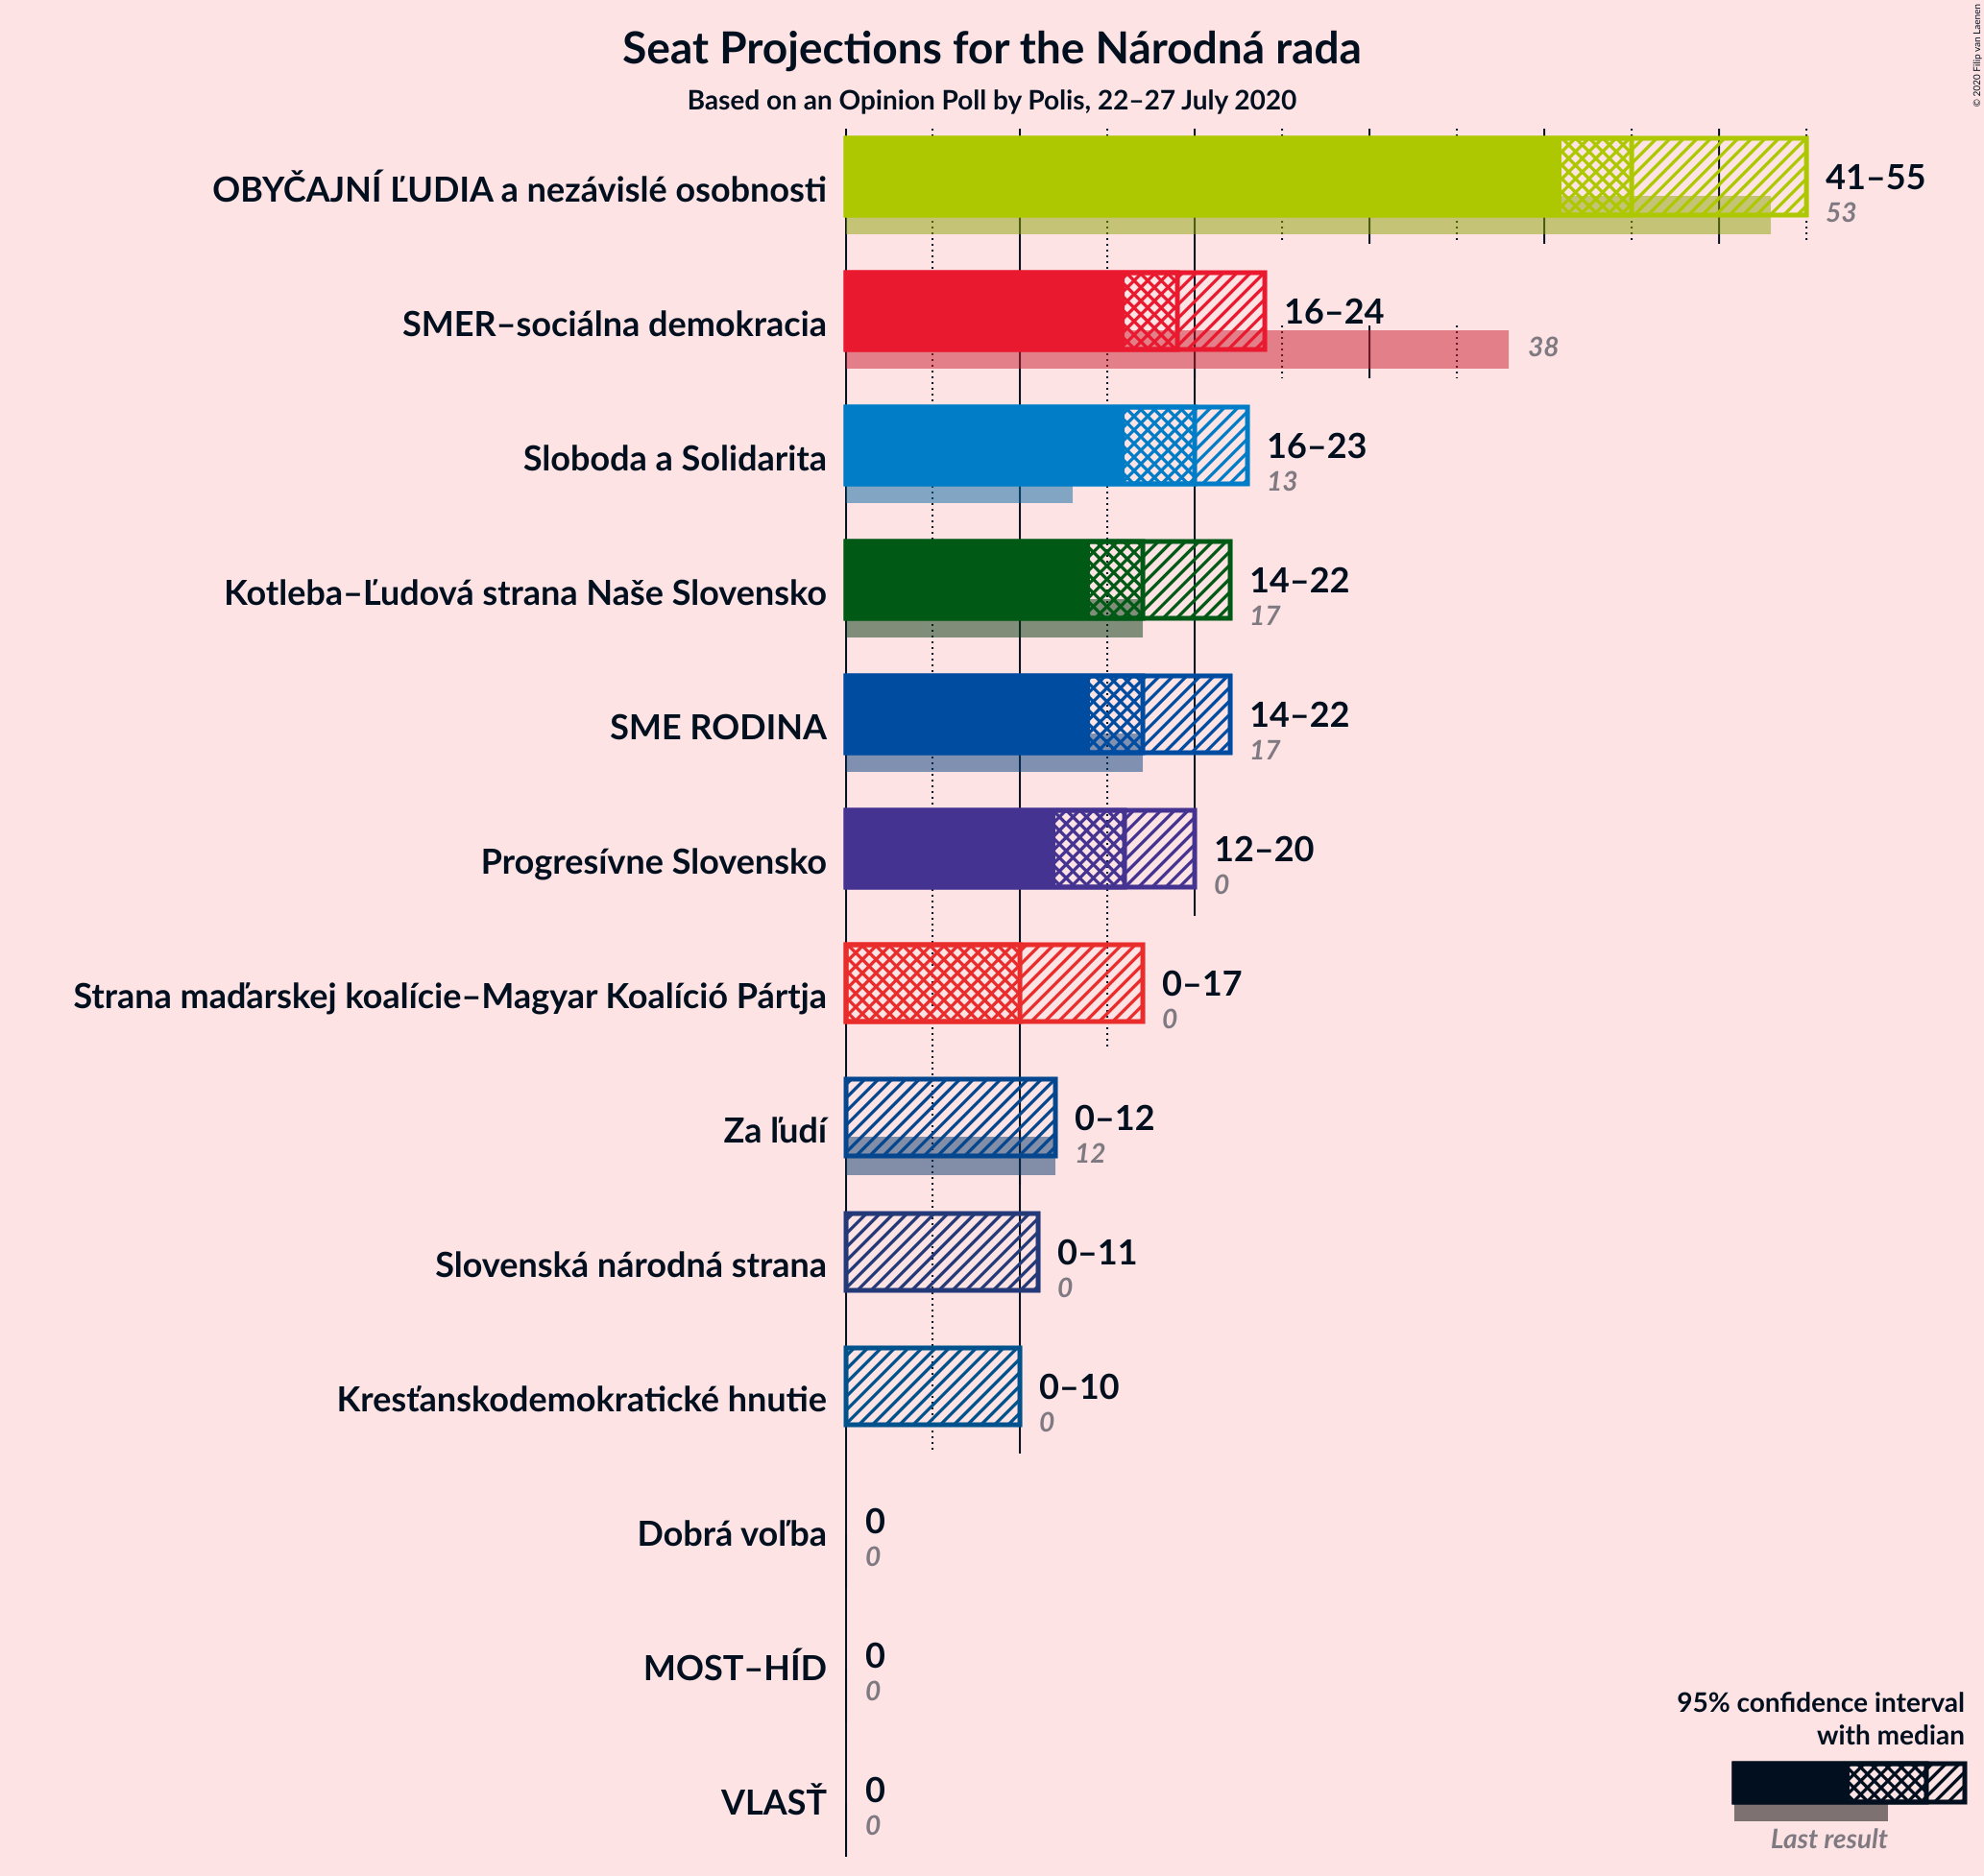 Seat Projections for the Národná rada
Based on an Opinion Poll by Polis, 22–27 July 2020
© 2020 Filip van Laenen
OBYČAJNÍ ĽUDIA a nezávislé osobnosti
41–55
53
SMER–sociálna demokracia
16–24
38
Sloboda a Solidarita
16–23
13
Kotleba–Ľudová strana Naše Slovensko
14–22
17
SME RODINA
14–22
17
Progresívne Slovensko
12–20
0
Strana maďarskej koalície–Magyar Koalíció Pártja
0–17
0
Za ľudí
0–12
12
Slovenská národná strana
0–11
0
Kresťanskodemokratické hnutie
0–10
0
Dobrá voľba
0
0
MOST–HÍD
0
0
VLASŤ
0
0
95% confidence interval
with median
Last result